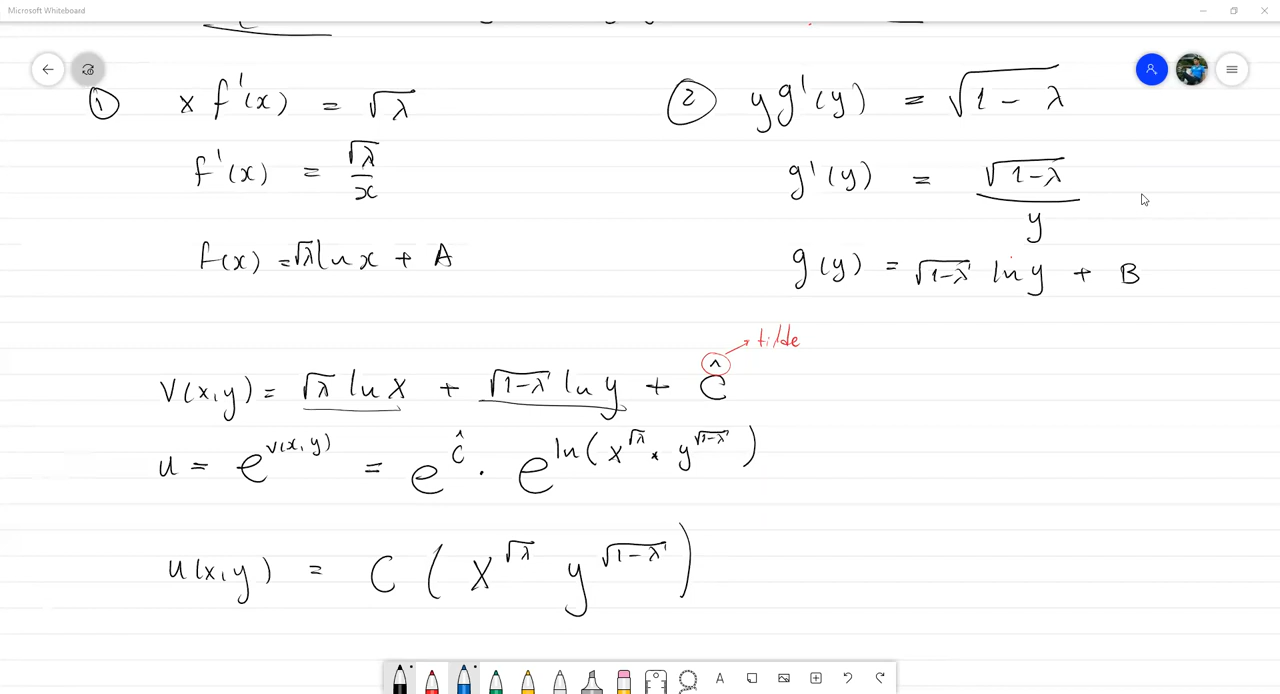 Microsoft Whiteboard
① x f'(x) = √λ
② y g'(y) = √(1 − λ)
f'(x) = √λ / x
g'(y) = √(1−λ) / y
f(x) = √λ ln x + A
g(y) = √(1−λ) ln y + B
tilde
V(x,y) = √λ ln x + √(1−λ) ln y + Ĉ
u = e^(v(x,y)) = e^Ĉ · e^(ln(x^√λ * y^√(1−λ)))
u(x,y) = C ( x^√λ y^√(1−λ) )
A